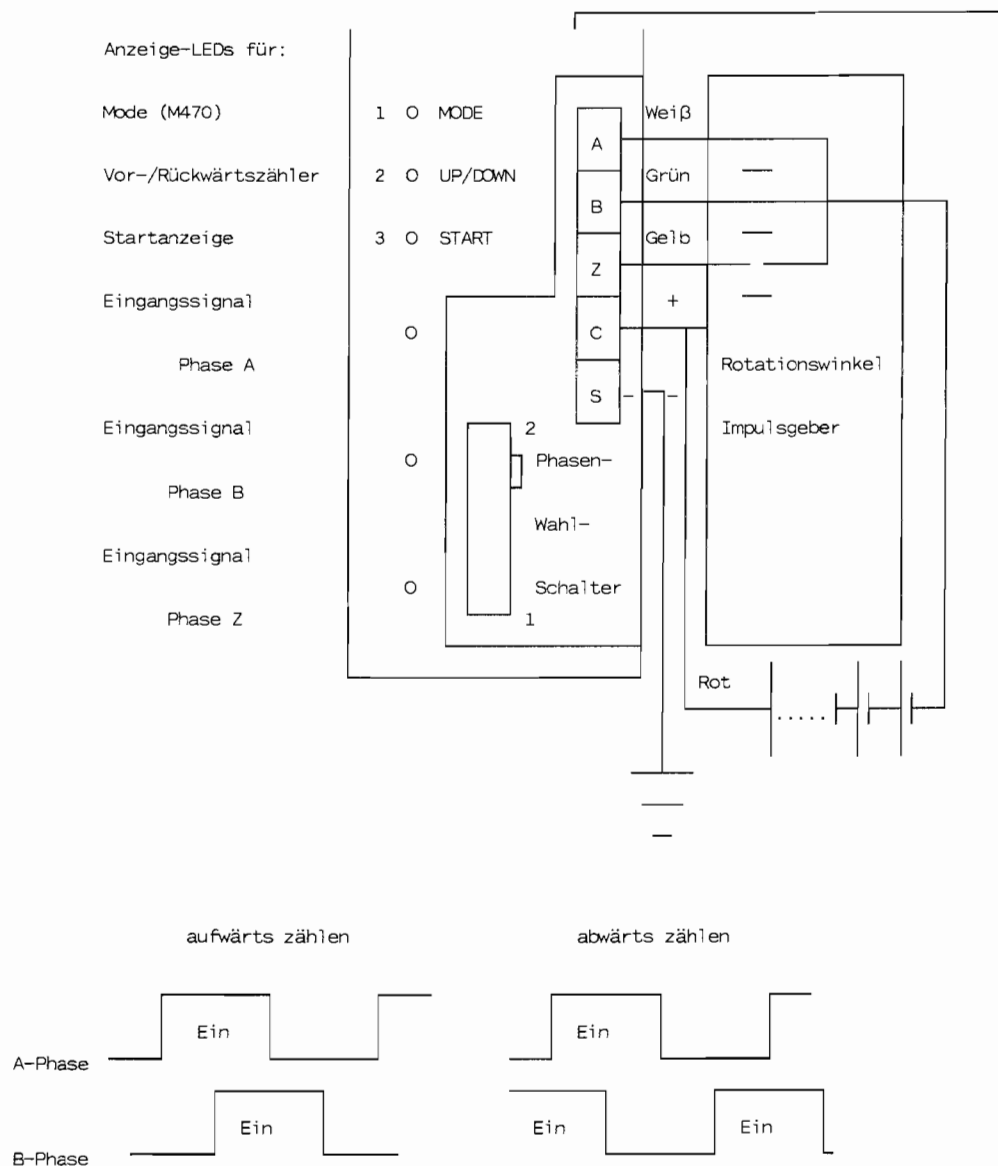 Anzeige-LEDs für:
Mode (M470) 1 O MODE A Weiß
Vor-/Rückwärtszähler 2 O UP/DOWN B Grün
Startanzeige 3 O START Z Gelb
Eingangssignal C +
O
Phase A S - - Rotationswinkel
Eingangssignal 2 Impulsgeber
O Phasen-
Phase B
Wahl-
Eingangssignal
O Schalter
Phase Z 1
Rot
.....
aufwärts zählen abwärts zählen
Ein Ein
A-Phase
Ein Ein Ein
B-Phase